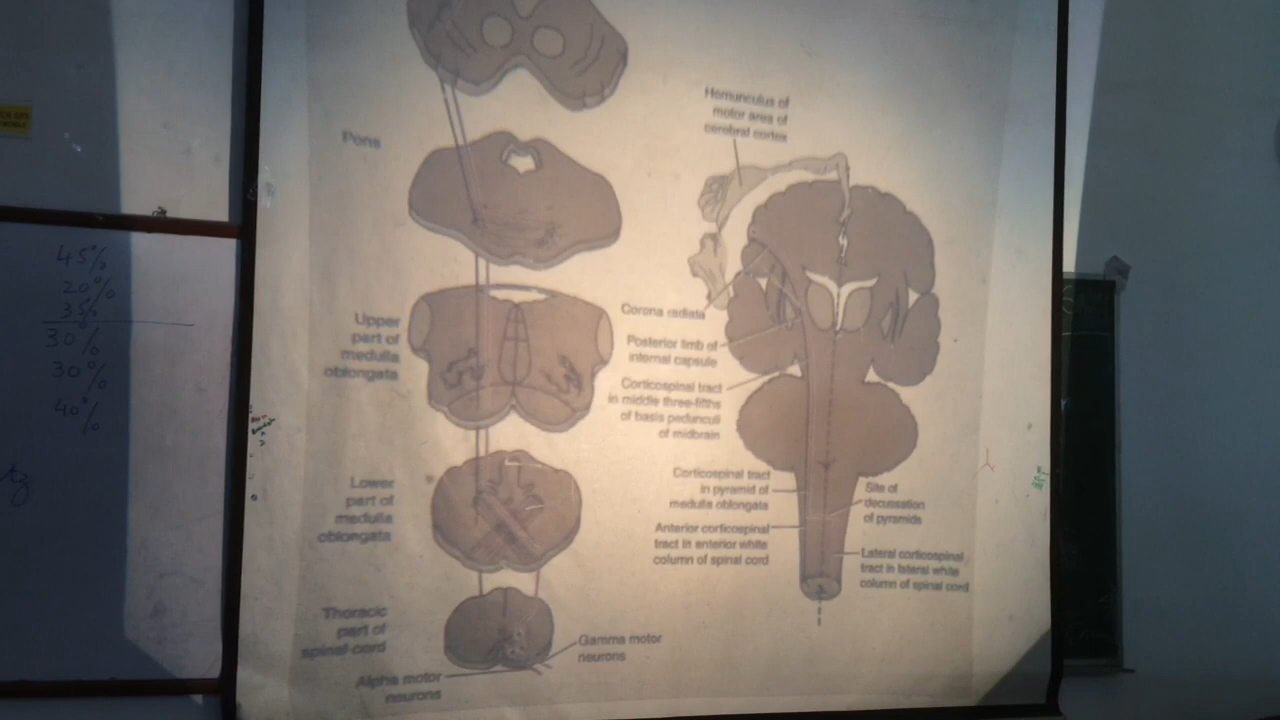 Homunculus of
motor area of
cerebral cortex
Pons
Corona radiata
Upper
part of
medulla
oblongata
Posterior limb of
internal capsule
Corticospinal tract
in middle three-fifths
of basis pedunculi
of midbrain
Lower
part of
medulla
oblongata
Corticospinal tract
in pyramid of
medulla oblongata
Site of
decussation
of pyramids
Anterior corticospinal
tract in anterior white
column of spinal cord
Lateral corticospinal
tract in lateral white
column of spinal cord
Thoracic
part of
spinal cord
Gamma motor
neurons
Alpha motor
neurons
45%
20%
35%
30%
30%
40%